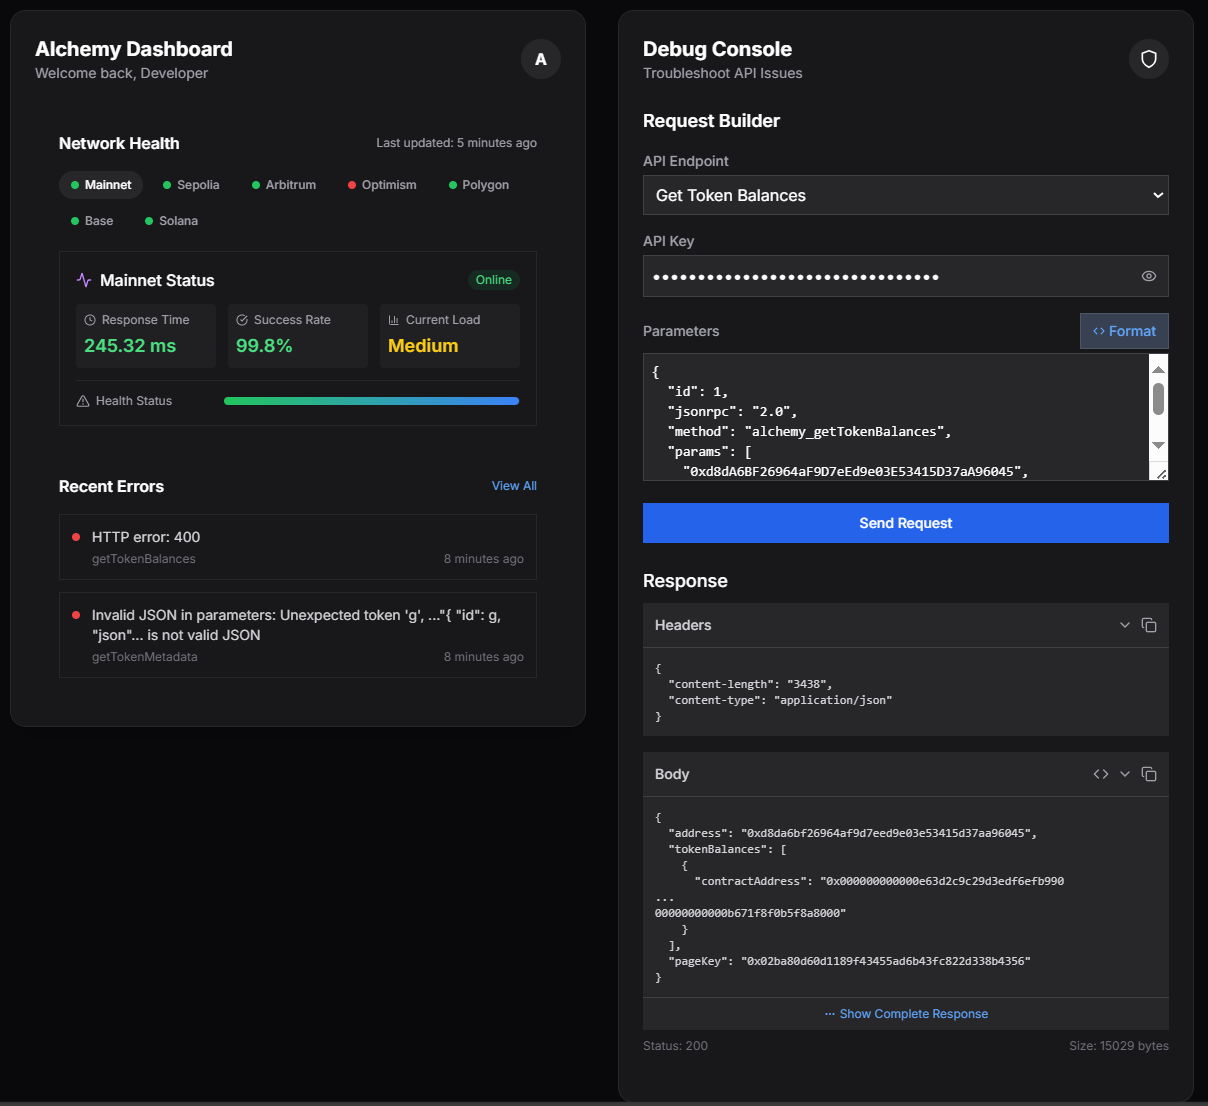 Alchemy Dashboard
Welcome back, Developer
A
Network Health
Last updated: 5 minutes ago
Mainnet
Sepolia
Arbitrum
Optimism
Polygon
Base
Solana
Mainnet Status
Online
Response Time
245.32 ms
Success Rate
99.8%
Current Load
Medium
Health Status
Recent Errors
View All
HTTP error: 400
getTokenBalances
8 minutes ago
Invalid JSON in parameters: Unexpected token 'g', ..."{ "id": g,
"json"... is not valid JSON
getTokenMetadata
8 minutes ago
Debug Console
Troubleshoot API Issues
Request Builder
API Endpoint
Get Token Balances
API Key
••••••••••••••••••••••••••••••••
Parameters
<> Format
{
"id": 1,
"jsonrpc": "2.0",
"method": "alchemy_getTokenBalances",
"params": [
"0xd8dA6BF26964aF9D7eEd9e03E53415D37aA96045",
Send Request
Response
Headers
{
"content-length": "3438",
"content-type": "application/json"
}
Body
{
"address": "0xd8da6bf26964af9d7eed9e03e53415d37aa96045",
"tokenBalances": [
{
"contractAddress": "0x000000000000e63d2c9c29d3edf6efb990
...
00000000000b671f8f0b5f8a8000"
}
],
"pageKey": "0x02ba80d60d1189f43455ad6b43fc822d338b4356"
}
··· Show Complete Response
Status: 200
Size: 15029 bytes